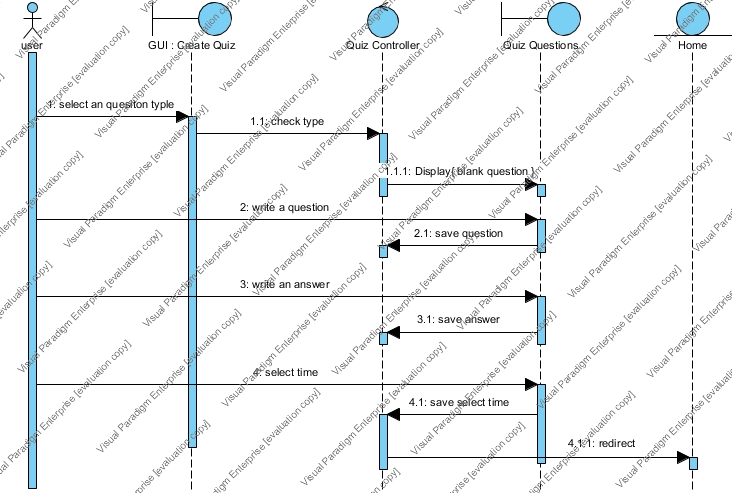 user
GUI : Create Quiz
Quiz Controller
Quiz Questions
Home
1: select an quesiton typle
1.1: check type
1.1.1: Display( blank question )
2: write a question
2.1: save question
3: write an answer
3.1: save answer
4: select time
4.1: save select time
4.1.1: redirect
Visual Paradigm Enterprise [evaluation copy]